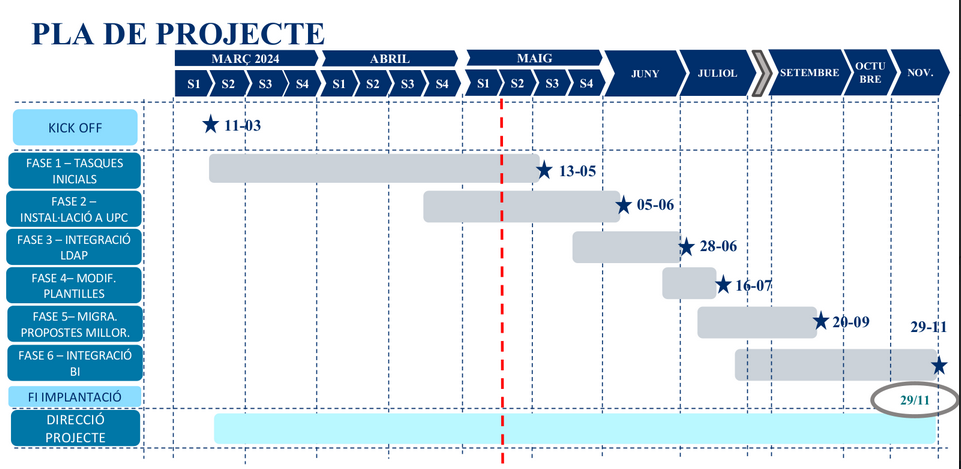 PLA DE PROJECTE
MARÇ 2024 ABRIL MAIG
JUNY JULIOL SETEMBRE OCTU
BRE NOV.
S1 S2 S3 S4 S1 S2 S3 S4 S1 S2 S3 S4
KICK OFF 11-03
FASE 1 – TASQUES
INICIALS
13-05
FASE 2 –
INSTAL·LACIÓ A UPC
05-06
FASE 3 – INTEGRACIÓ
LDAP
28-06
FASE 4– MODIF.
PLANTILLES
16-07
FASE 5– MIGRA.
PROPOSTES MILLOR.
20-09
29-11
FASE 6 – INTEGRACIÓ
BI
FI IMPLANTACIÓ 29/11
DIRECCIÓ
PROJECTE